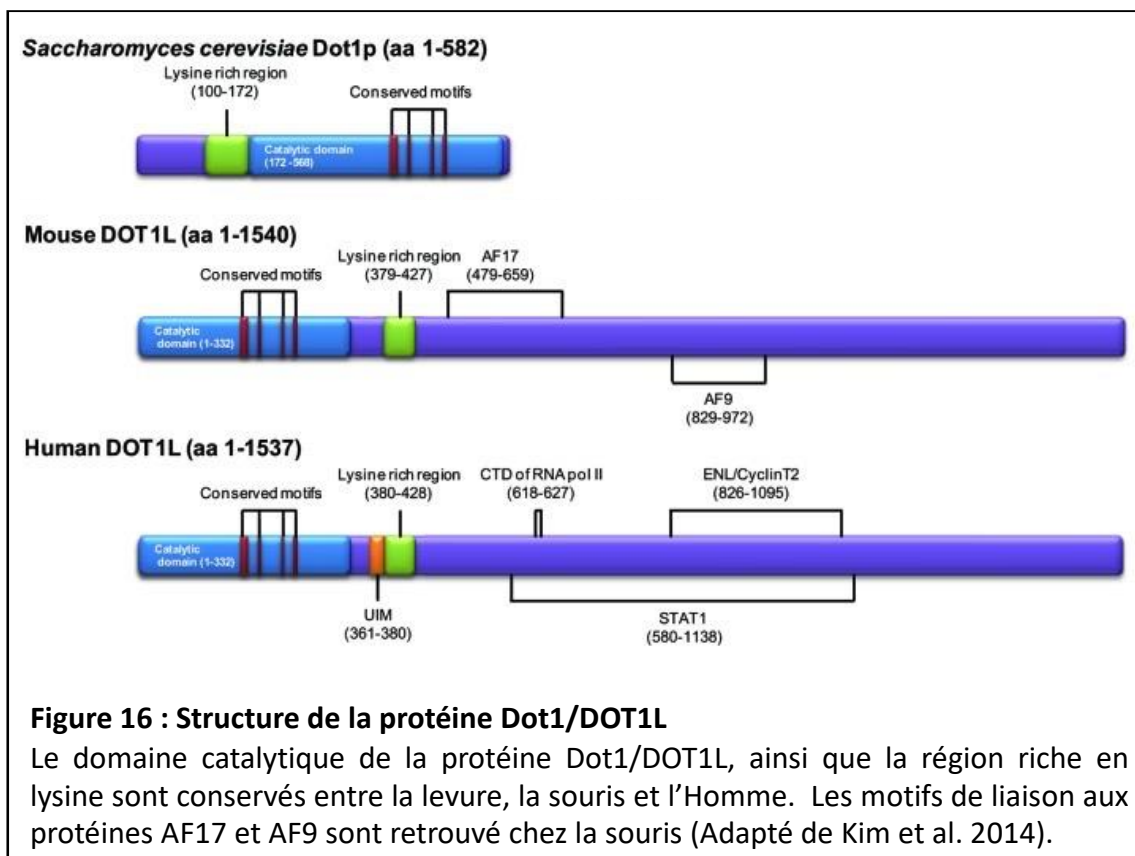 Saccharomyces cerevisiae Dot1p (aa 1-582)
Lysine rich region
(100-172)
Conserved motifs
Catalytic domain
(172-568)
Mouse DOT1L (aa 1-1540)
Conserved motifs
Lysine rich region
(379-427)
AF17
(479-659)
Catalytic
domain (1-332)
AF9
(829-972)
Human DOT1L (aa 1-1537)
Conserved motifs
Lysine rich region
(380-428)
CTD of RNA pol II
(618-627)
ENL/CyclinT2
(826-1095)
Catalytic
domain (1-332)
UIM
(361-380)
STAT1
(580-1138)
Figure 16 : Structure de la protéine Dot1/DOT1L
Le domaine catalytique de la protéine Dot1/DOT1L, ainsi que la région riche en
lysine sont conservés entre la levure, la souris et l’Homme. Les motifs de liaison aux
protéines AF17 et AF9 sont retrouvé chez la souris (Adapté de Kim et al. 2014).